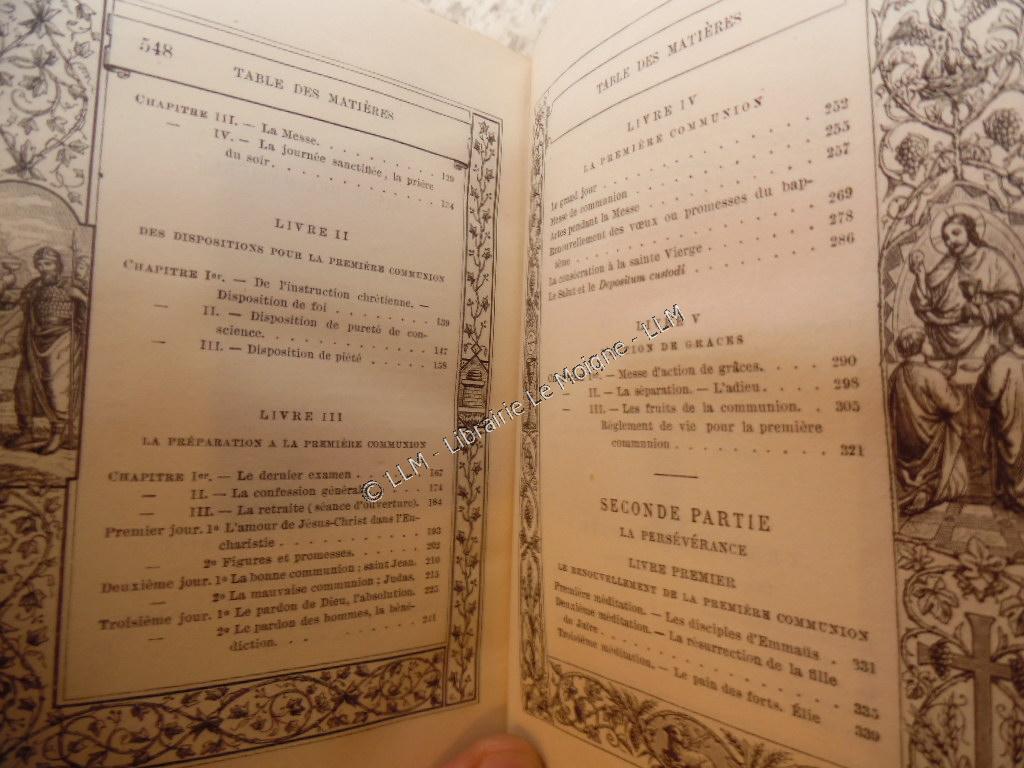 548
TABLE DES MATIÈRES
CHAPITRE III. — La Messe. . . . . . . . . . 129
— IV. — La journée sanctifiée, la prière
du soir. . . . . . . . . . . . 134
LIVRE II
DES DISPOSITIONS POUR LA PREMIÈRE COMMUNION
CHAPITRE Ier. — De l'instruction chrétienne. —
Disposition de foi . . . . . . . . 139
— II. — Disposition de pureté de con-
science. . . . . . . . . . . . 147
— III. — Disposition de piété . . . . . . 158
LIVRE III
LA PRÉPARATION A LA PREMIÈRE COMMUNION
CHAPITRE Ier. — Le dernier examen . . . . . . 167
— II. — La confession générale . . . . 174
— III. — La retraite (séance d'ouverture). 184
Premier jour. 1º L'amour de Jésus-Christ dans l'Eu-
charistie . . . . . . . . . . . . 193
— 2º Figures et promesses. . . . . . 202
Deuxième jour. 1º La bonne communion; saint Jean. 210
— 2º La mauvaise communion; Judas. 215
Troisième jour. 1º Le pardon de Dieu, l'absolution. 225
— 2º Le pardon des hommes, la béné-
diction. . . . . . . . . . . . . 241
TABLE DES MATIÈRES
LIVRE IV
LA PREMIÈRE COMMUNION
Le grand jour . . . . . . . . . . . . 252
Messe de communion . . . . . . . . . . 255
Actes pendant la Messe . . . . . . . . . 257
Renouvellement des vœux ou promesses du bap-
tême . . . . . . . . . . . . . . 269
La consécration à la sainte Vierge . . . . . . 278
Le Salut et le Depositum custodi . . . . . . 286
V
DE GRACES
— Messe d'action de grâces. . . . . 290
— II. — La séparation. — L'adieu. . . . 298
— III. — Les fruits de la communion. . . 305
Règlement de vie pour la première
communion . . . . . . . . . . . 321
SECONDE PARTIE
LA PERSÉVÉRANCE
LIVRE PREMIER
LE RENOUVELLEMENT DE LA PREMIÈRE COMMUNION
Première méditation. — Les disciples d'Emmaüs . 331
Deuxième méditation. — La résurrection de la fille
de Jaïre. . . . . . . . . . . . . 335
Troisième méditation. — Le pain des forts. Élie 339
© LLM - Librairie Le Moigne - LLM